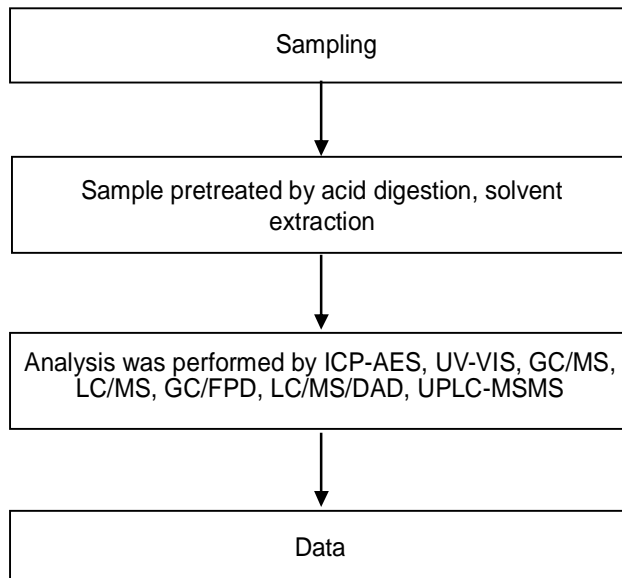 Sampling
Sample pretreated by acid digestion, solvent
extraction
Analysis was performed by ICP-AES, UV-VIS, GC/MS,
LC/MS, GC/FPD, LC/MS/DAD, UPLC-MSMS
Data